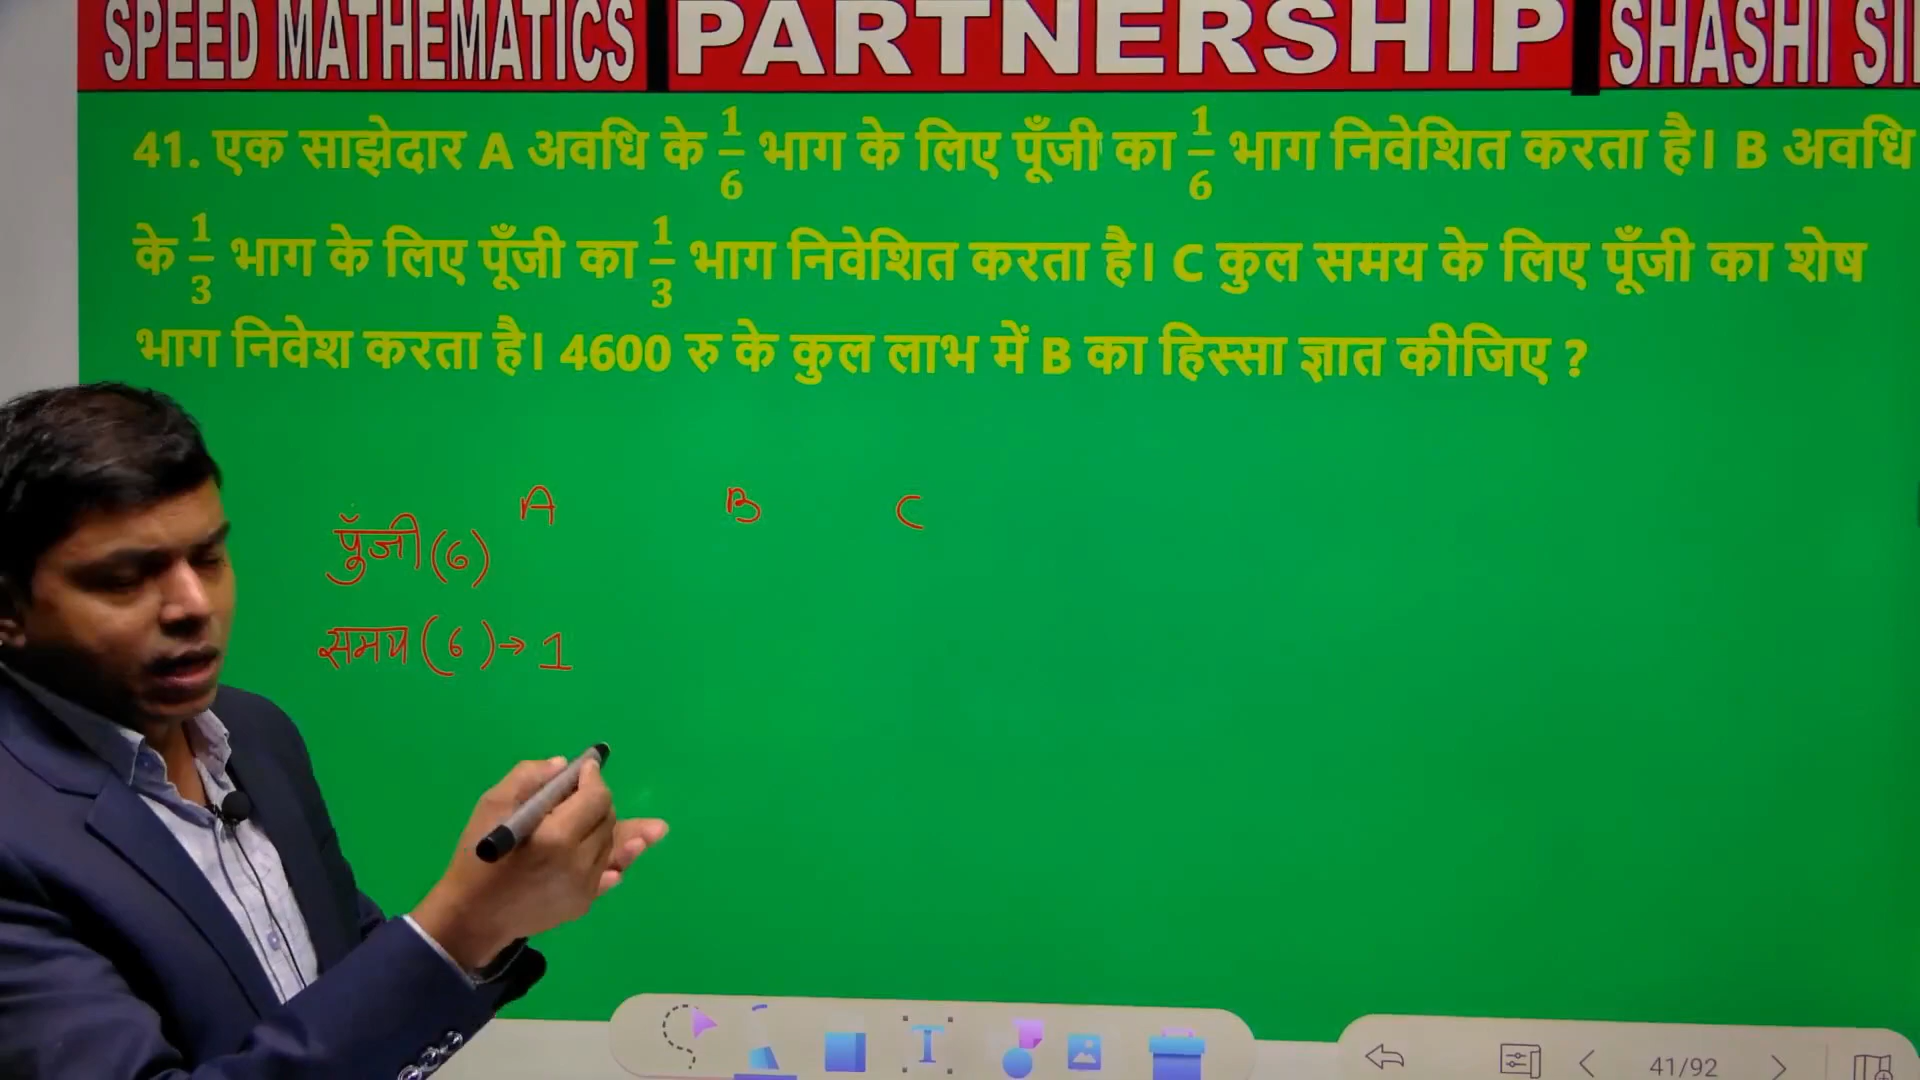 SPEED MATHEMATICS PARTNERSHIP SHASHI
41. एक साझेदार A अवधि के 1/6 भाग के लिए पूँजी का 1/6 भाग निवेशित करता है। B अवधि
के 1/3 भाग के लिए पूँजी का 1/3 भाग निवेशित करता है। C कुल समय के लिए पूँजी का शेष
भाग निवेश करता है। 4600 रु के कुल लाभ में B का हिस्सा ज्ञात कीजिए ?
A B C
पूँजी (6)
समय (6) → 1
T
41/92